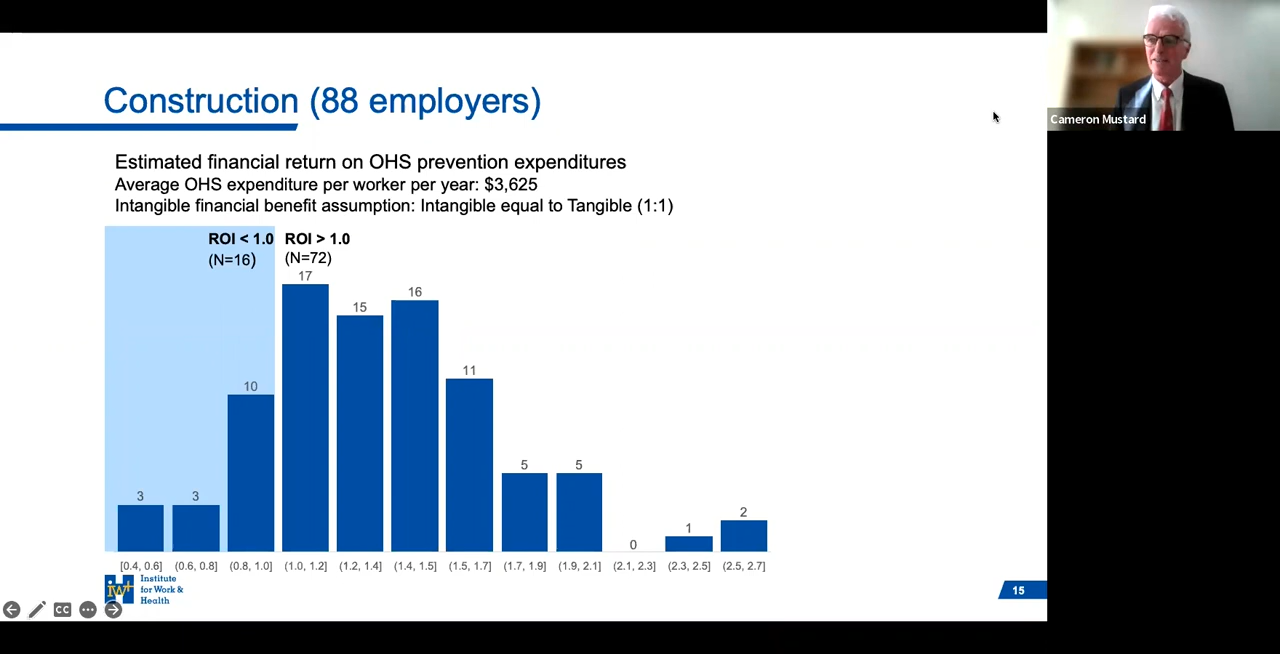 Construction (88 employers)
Cameron Mustard
Estimated financial return on OHS prevention expenditures
Average OHS expenditure per worker per year: $3,625
Intangible financial benefit assumption: Intangible equal to Tangible (1:1)
ROI < 1.0 ROI > 1.0
(N=16) (N=72)
17
15
16
10
11
3
3
5
5
0
1
2
[0.4, 0.6] (0.6, 0.8] (0.8, 1.0] (1.0, 1.2] (1.2, 1.4] (1.4, 1.5] (1.5, 1.7] (1.7, 1.9] (1.9, 2.1] (2.1, 2.3] (2.3, 2.5] (2.5, 2.7]
iw+
Institute
for Work &
Health
15
CC